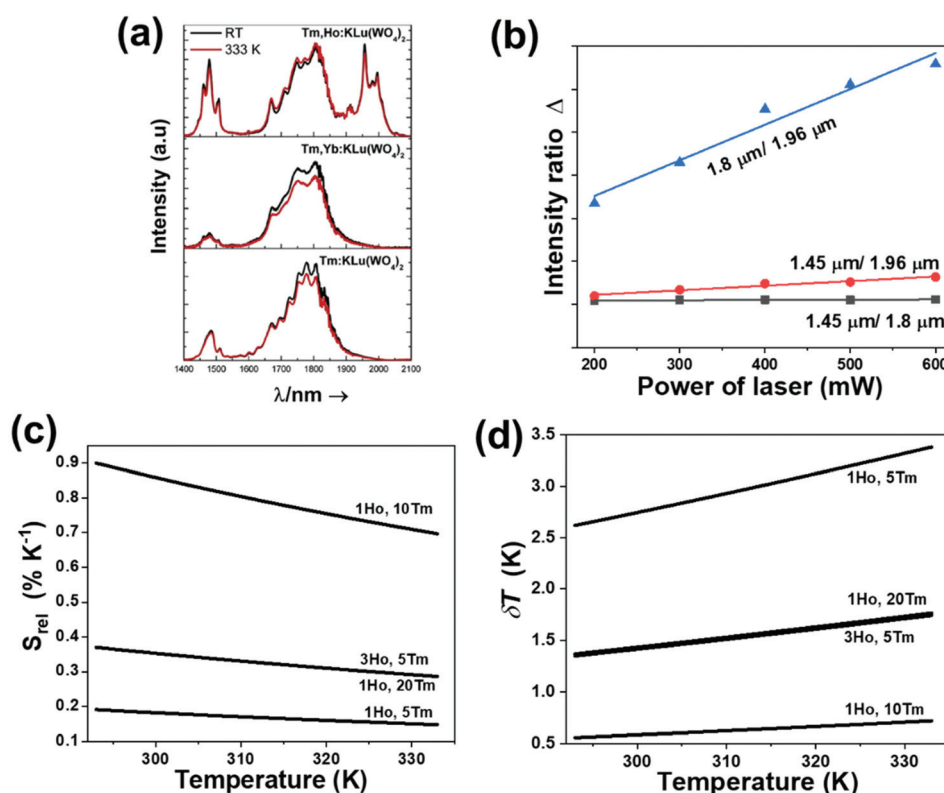 (a)
RT
333 K
Tm,Ho:KLu(WO₄)₂
Tm,Yb:KLu(WO₄)₂
Tm:KLu(WO₄)₂
Intensity (a.u)
1400 1500 1600 1700 1800 1900 2000 2100
λ/nm →
(b)
Intensity ratio Δ
1.8 μm/ 1.96 μm
1.45 μm/ 1.96 μm
1.45 μm/ 1.8 μm
200 300 400 500 600
Power of laser (mW)
(c)
Srel (% K⁻¹)
0.9
0.8
0.7
0.6
0.5
0.4
0.3
0.2
0.1
1Ho, 10Tm
3Ho, 5Tm
1Ho, 20Tm
1Ho, 5Tm
300 310 320 330
Temperature (K)
(d)
δT (K)
3.5
3.0
2.5
2.0
1.5
1.0
0.5
1Ho, 5Tm
1Ho, 20Tm
3Ho, 5Tm
1Ho, 10Tm
300 310 320 330
Temperature (K)